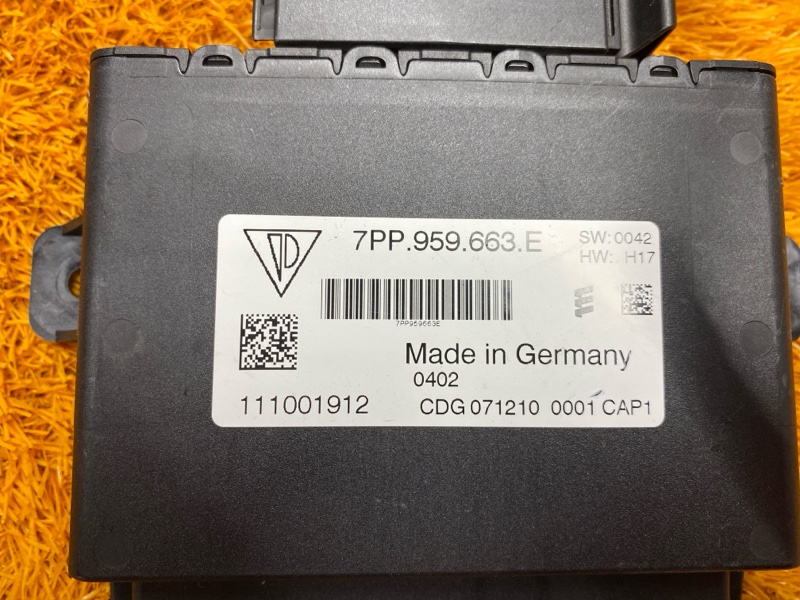 7PP.959.663.E
SW:0042
HW: H17
7PP959663E
Made in Germany
0402
111001912
CDG 071210 0001 CAP1